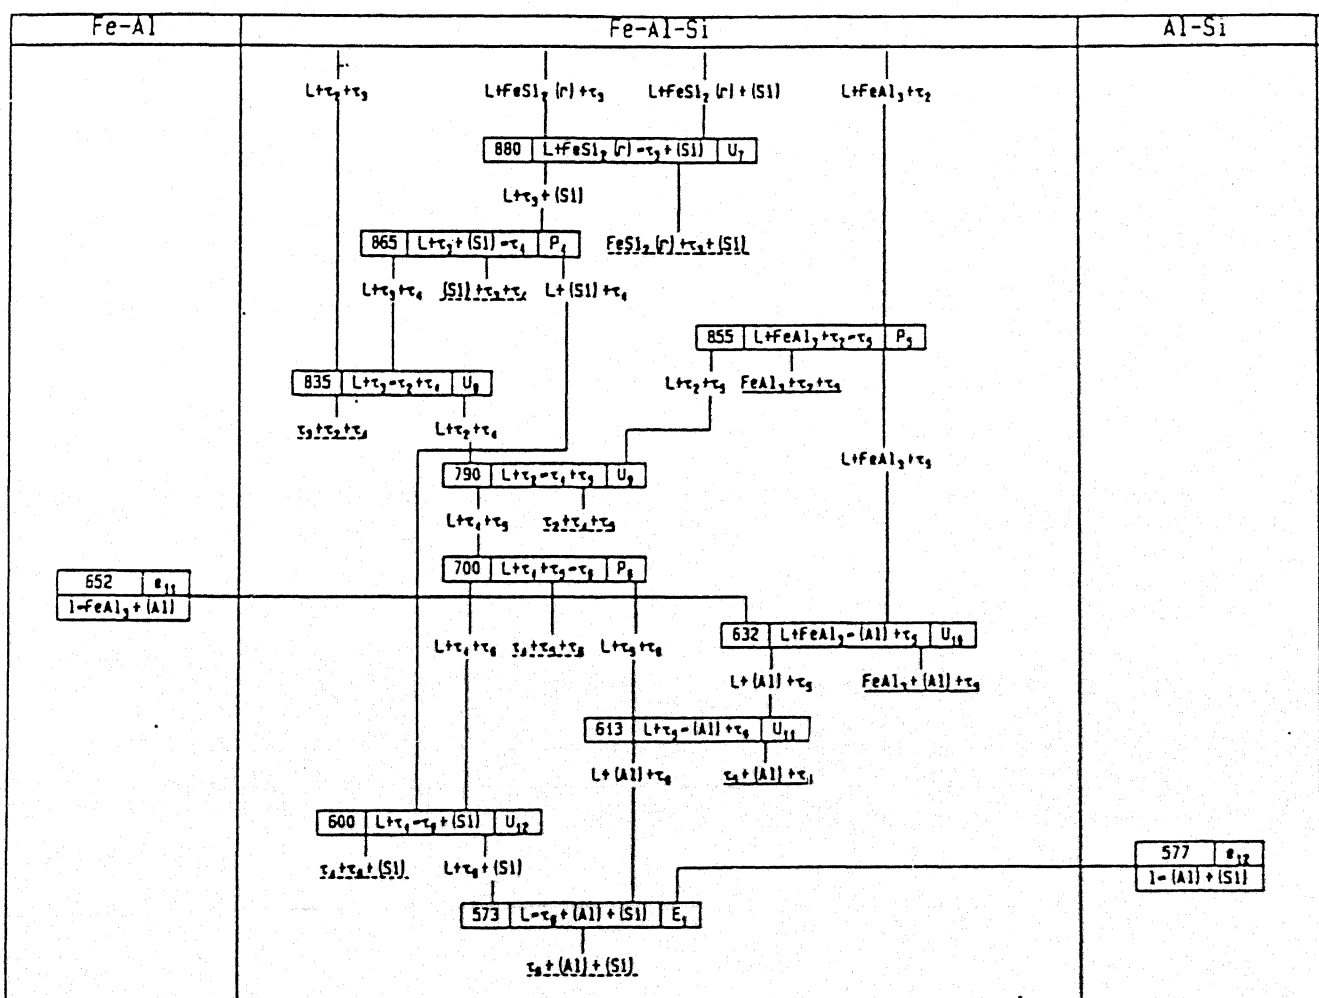 Fe-Al Fe-Al-Si Al-Si
L+τ₂+τ₃ L+FeSi₂(r)+τ₃ L+FeSi₂(r)+(Si) L+FeAl₃+τ₂
880 L+FeSi₂(r)=τ₃+(Si) U₇
L+τ₃+(Si)
865 L+τ₃+(Si)=τ₄ P₄ FeSi₂(r)+τ₃+(Si)
L+τ₃+τ₄ (Si)+τ₃+τ₄ L+(Si)+τ₄
855 L+FeAl₃+τ₂=τ₅ P₅
835 L+τ₃=τ₂+τ₄ U₈ L+τ₂+τ₅ FeAl₃+τ₂+τ₅
τ₃+τ₂+τ₄ L+τ₂+τ₄
L+FeAl₃+τ₅
790 L+τ₂=τ₄+τ₅ U₉
L+τ₄+τ₅ τ₂+τ₄+τ₅
700 L+τ₄+τ₅=τ₆ P₆
652 e₁₁
l=FeAl₃+(Al)
632 L+FeAl₃=(Al)+τ₅ U₁₀
L+τ₄+τ₆ τ₄+τ₅+τ₆ L+τ₅+τ₆
L+(Al)+τ₅ FeAl₃+(Al)+τ₅
613 L+τ₅=(Al)+τ₆ U₁₁
L+(Al)+τ₆ τ₅+(Al)+τ₆
600 L+τ₄=τ₆+(Si) U₁₂
τ₄+τ₆+(Si) L+τ₆+(Si)
577 e₁₂
l=(Al)+(Si)
573 L=τ₆+(Al)+(Si) E₁
τ₆+(Al)+(Si)